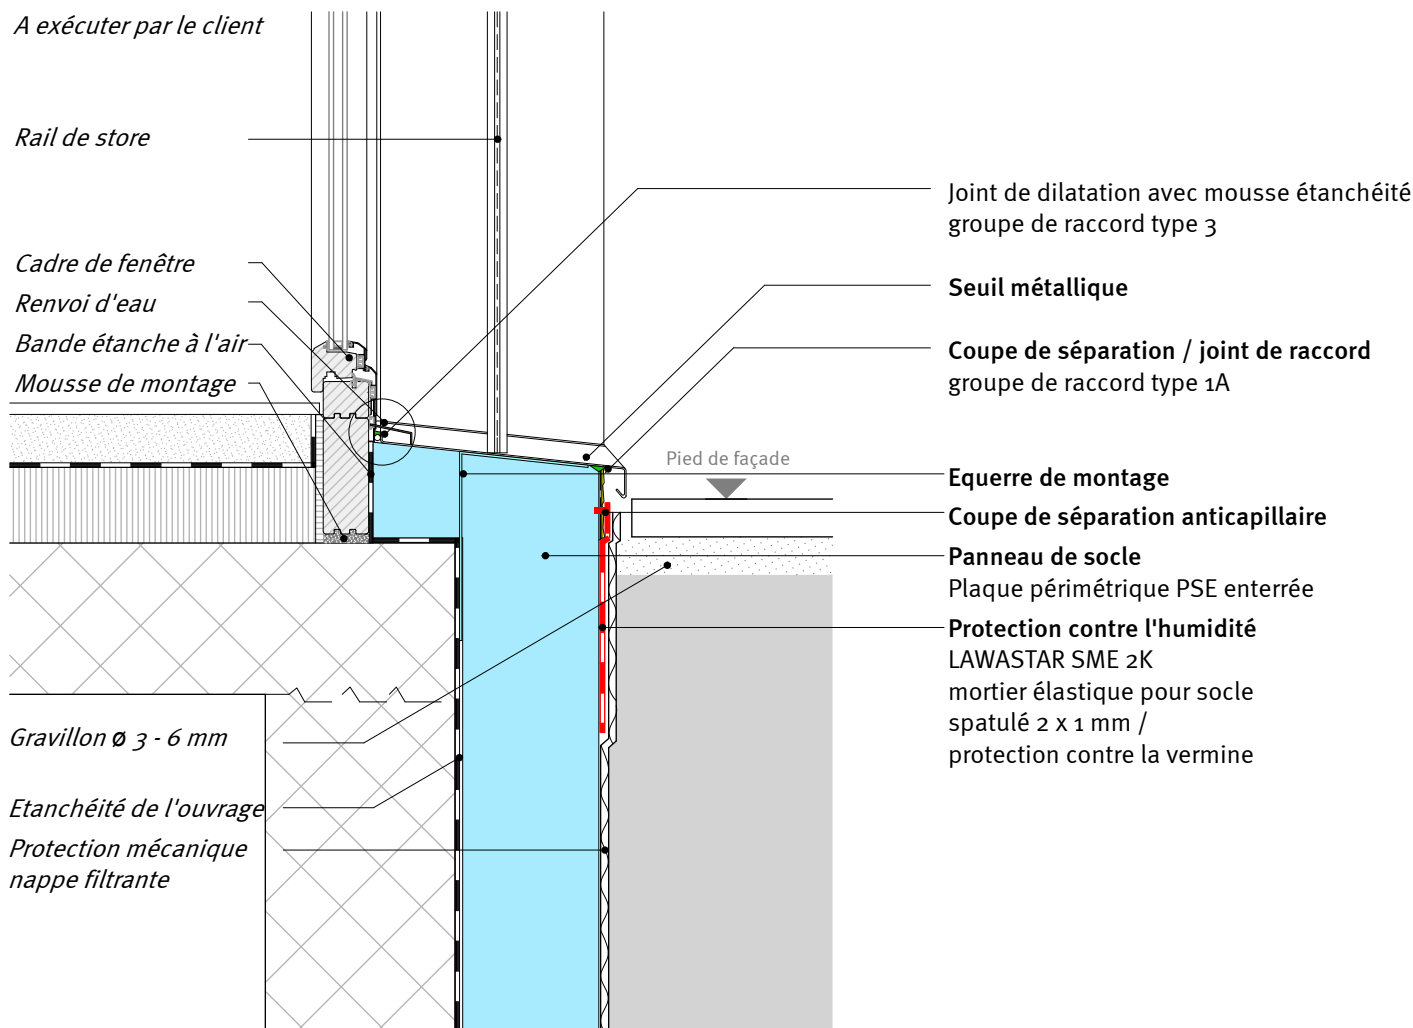 A exécuter par le client
Rail de store
Cadre de fenêtre
Renvoi d'eau
Bande étanche à l'air
Mousse de montage
Gravillon ø 3 - 6 mm
Etanchéité de l'ouvrage
Protection mécanique
nappe filtrante
Pied de façade
Joint de dilatation avec mousse étanchéité
groupe de raccord type 3
Seuil métallique
Coupe de séparation / joint de raccord
groupe de raccord type 1A
Equerre de montage
Coupe de séparation anticapillaire
Panneau de socle
Plaque périmétrique PSE enterrée
Protection contre l'humidité
LAWASTAR SME 2K
mortier élastique pour socle
spatulé 2 x 1 mm /
protection contre la vermine